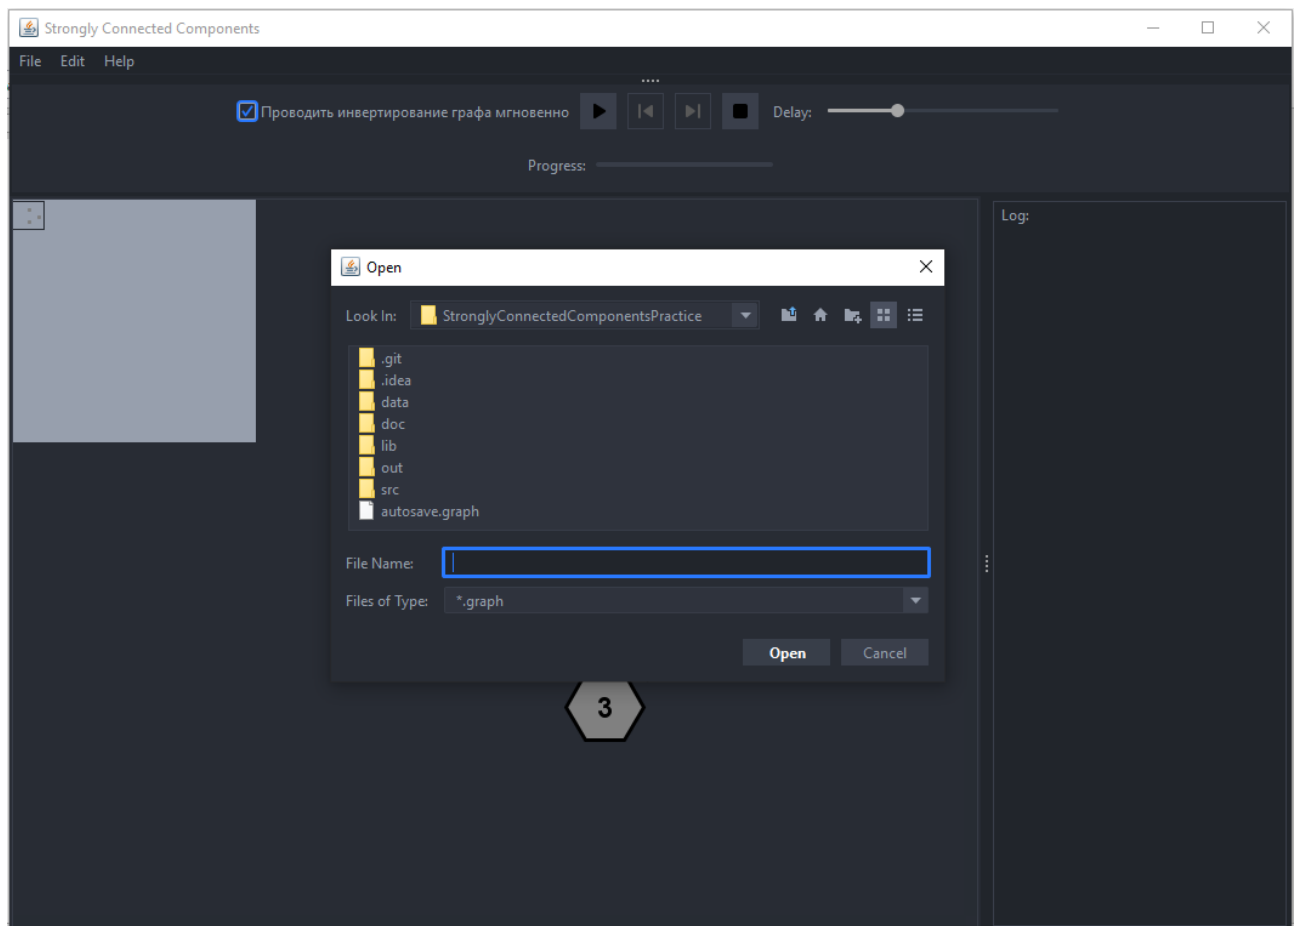 Strongly Connected Components
File Edit Help
Проводить инвертирование графа мгновенно Delay:
Progress:
Log:
Open
Look In: StronglyConnectedComponentsPractice
.git
.idea
data
doc
lib
out
src
autosave.graph
File Name:
Files of Type: *.graph
Open Cancel
3